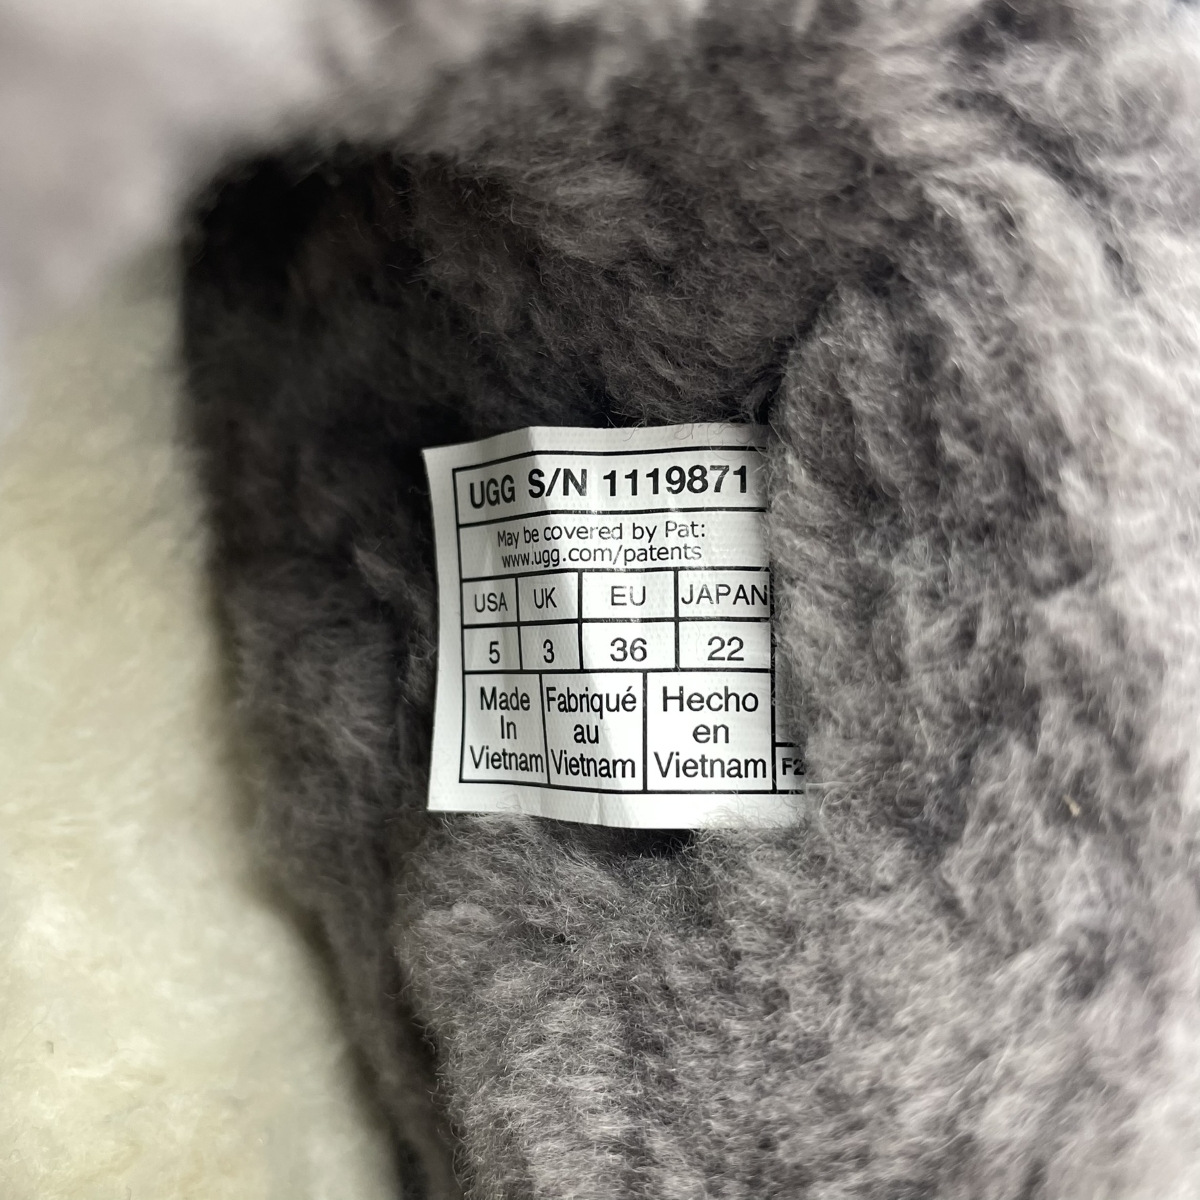 UGG S/N 1119871
May be covered by Pat:
www.ugg.com/patents
USA UK EU JAPAN
5 3 36 22
Made In Vietnam
Fabriqué au Vietnam
Hecho en Vietnam
F2